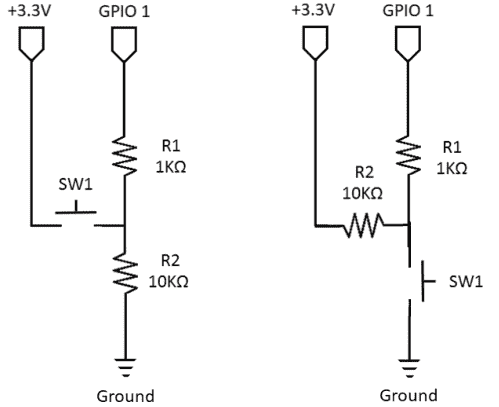 +3.3V
GPIO 1
R1
1KΩ
SW1
R2
10KΩ
Ground
+3.3V
GPIO 1
R1
1KΩ
R2
10KΩ
SW1
Ground